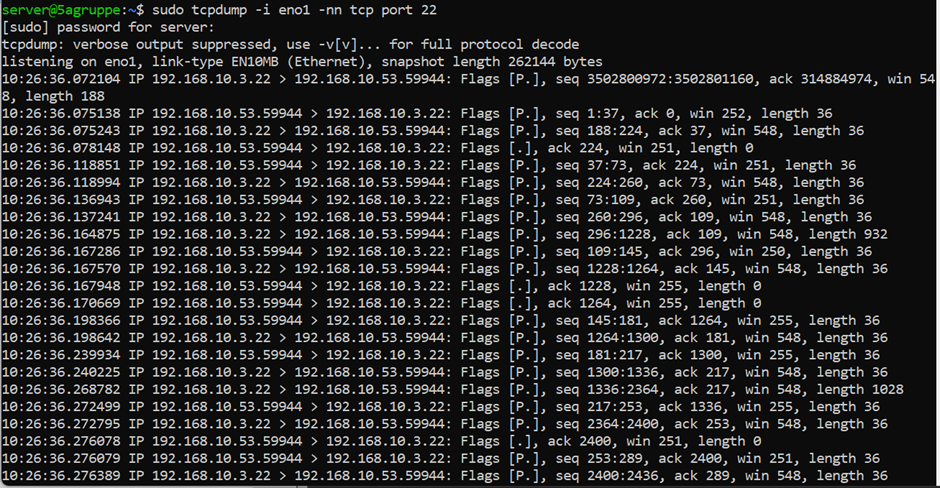 server@5agruppe:~$ sudo tcpdump -i eno1 -nn tcp port 22
[sudo] password for server:
tcpdump: verbose output suppressed, use -v[v]... for full protocol decode
listening on eno1, link-type EN10MB (Ethernet), snapshot length 262144 bytes
10:26:36.072104 IP 192.168.10.3.22 > 192.168.10.53.59944: Flags [P.], seq 3502800972:3502801160, ack 314884974, win 54
8, length 188
10:26:36.075138 IP 192.168.10.53.59944 > 192.168.10.3.22: Flags [P.], seq 1:37, ack 0, win 252, length 36
10:26:36.075243 IP 192.168.10.3.22 > 192.168.10.53.59944: Flags [P.], seq 188:224, ack 37, win 548, length 36
10:26:36.078148 IP 192.168.10.53.59944 > 192.168.10.3.22: Flags [.], ack 224, win 251, length 0
10:26:36.118851 IP 192.168.10.53.59944 > 192.168.10.3.22: Flags [P.], seq 37:73, ack 224, win 251, length 36
10:26:36.118994 IP 192.168.10.3.22 > 192.168.10.53.59944: Flags [P.], seq 224:260, ack 73, win 548, length 36
10:26:36.136943 IP 192.168.10.53.59944 > 192.168.10.3.22: Flags [P.], seq 73:109, ack 260, win 251, length 36
10:26:36.137241 IP 192.168.10.3.22 > 192.168.10.53.59944: Flags [P.], seq 260:296, ack 109, win 548, length 36
10:26:36.164875 IP 192.168.10.3.22 > 192.168.10.53.59944: Flags [P.], seq 296:1228, ack 109, win 548, length 932
10:26:36.167286 IP 192.168.10.53.59944 > 192.168.10.3.22: Flags [P.], seq 109:145, ack 296, win 250, length 36
10:26:36.167570 IP 192.168.10.3.22 > 192.168.10.53.59944: Flags [P.], seq 1228:1264, ack 145, win 548, length 36
10:26:36.167948 IP 192.168.10.53.59944 > 192.168.10.3.22: Flags [.], ack 1228, win 255, length 0
10:26:36.170669 IP 192.168.10.53.59944 > 192.168.10.3.22: Flags [.], ack 1264, win 255, length 0
10:26:36.198366 IP 192.168.10.53.59944 > 192.168.10.3.22: Flags [P.], seq 145:181, ack 1264, win 255, length 36
10:26:36.198642 IP 192.168.10.3.22 > 192.168.10.53.59944: Flags [P.], seq 1264:1300, ack 181, win 548, length 36
10:26:36.239934 IP 192.168.10.53.59944 > 192.168.10.3.22: Flags [P.], seq 181:217, ack 1300, win 255, length 36
10:26:36.240225 IP 192.168.10.3.22 > 192.168.10.53.59944: Flags [P.], seq 1300:1336, ack 217, win 548, length 36
10:26:36.268782 IP 192.168.10.3.22 > 192.168.10.53.59944: Flags [P.], seq 1336:2364, ack 217, win 548, length 1028
10:26:36.272499 IP 192.168.10.53.59944 > 192.168.10.3.22: Flags [P.], seq 217:253, ack 1336, win 255, length 36
10:26:36.272795 IP 192.168.10.3.22 > 192.168.10.53.59944: Flags [P.], seq 2364:2400, ack 253, win 548, length 36
10:26:36.276078 IP 192.168.10.53.59944 > 192.168.10.3.22: Flags [.], ack 2400, win 251, length 0
10:26:36.276079 IP 192.168.10.53.59944 > 192.168.10.3.22: Flags [P.], seq 253:289, ack 2400, win 251, length 36
10:26:36.276389 IP 192.168.10.3.22 > 192.168.10.53.59944: Flags [P.], seq 2400:2436, ack 289, win 548, length 36